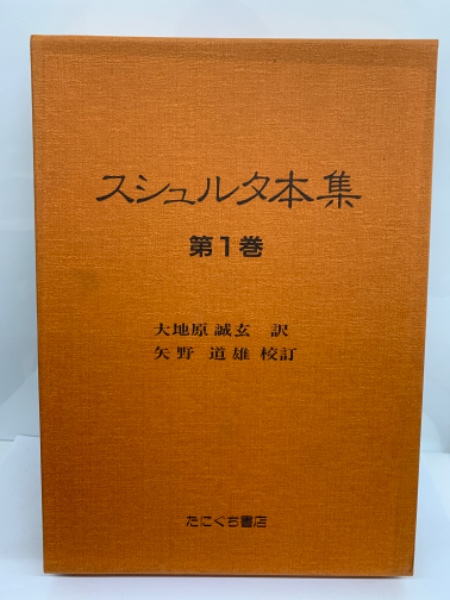 スシュルタ本集
第1巻
大地原 誠玄 訳
矢野 道雄 校訂
たにぐち書店